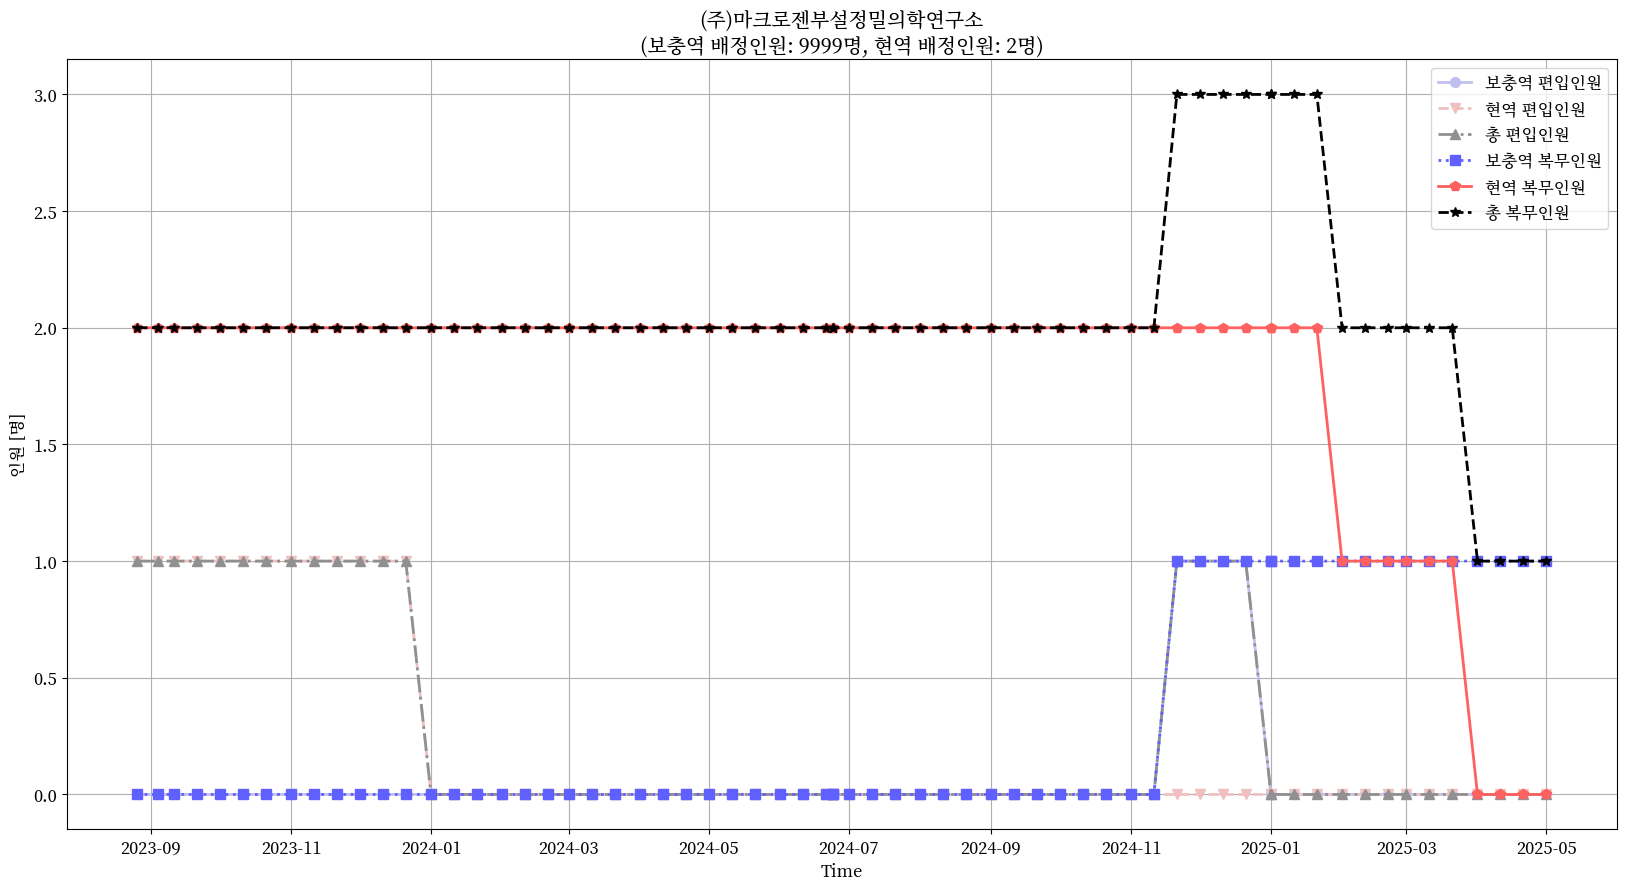 (주)마크로젠부설정밀의학연구소
(보충역 배정인원: 9999명, 현역 배정인원: 2명)
보충역 편입인원
현역 편입인원
총 편입인원
보충역 복무인원
현역 복무인원
총 복무인원
인원 [명]
3.0
2.5
2.0
1.5
1.0
0.5
0.0
2023-09
2023-11
2024-01
2024-03
2024-05
2024-07
2024-09
2024-11
2025-01
2025-03
2025-05
Time